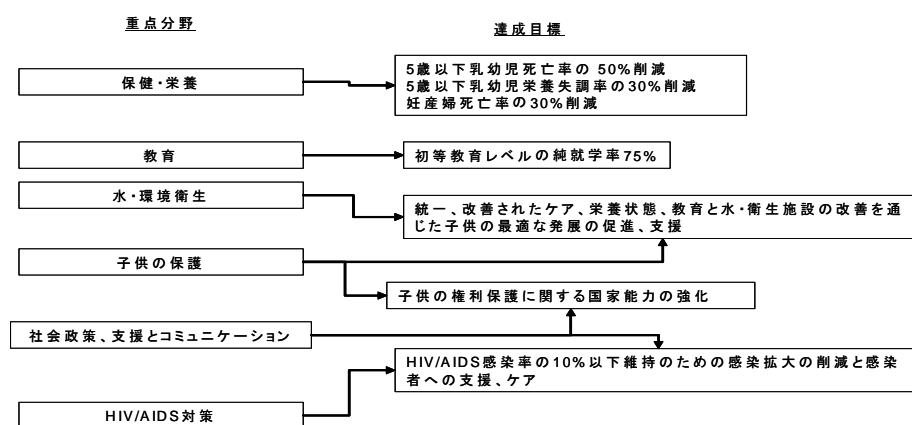 重点分野
達成目標
保健・栄養
5歳以下乳幼児死亡率の 50%削減
5歳以下乳幼児栄養失調率の30%削減
妊産婦死亡率の30%削減
教育
初等教育レベルの純就学率75%
水・環境衛生
統一、改善されたケア、栄養状態、教育と水・衛生施設の改善を通
じた子供の最適な発展の促進、支援
子供の保護
子供の権利保護に関する国家能力の強化
社会政策、支援とコミュニケーション
HIV/AIDS感染率の10%以下維持のための感染拡大の削減と感染
者への支援、ケア
HIV/AIDS対策